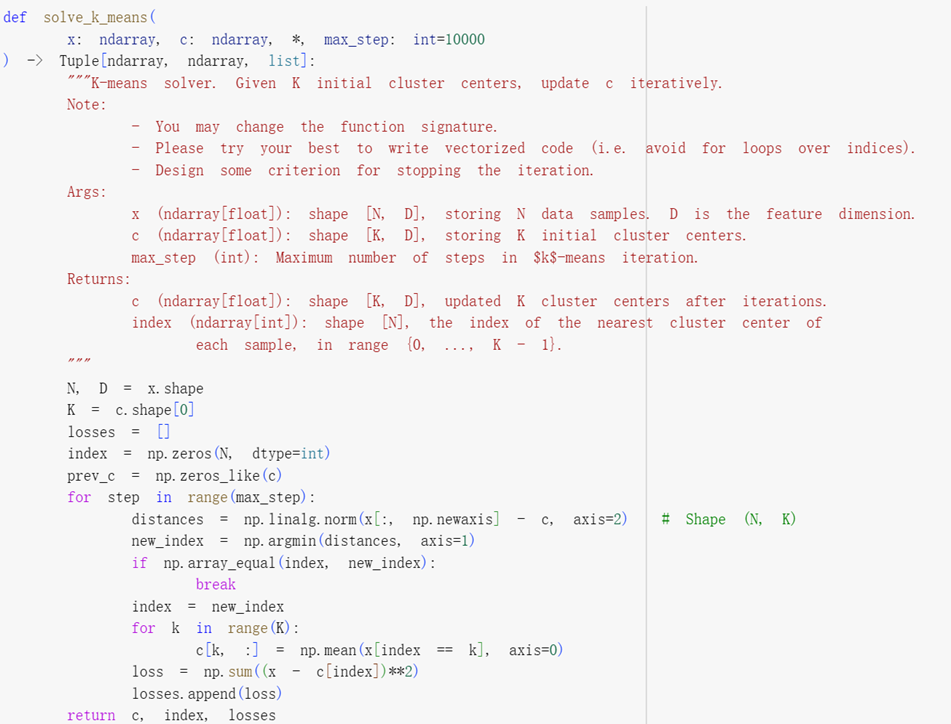 def solve_k_means(
x: ndarray, c: ndarray, *, max_step: int=10000
) -> Tuple[ndarray, ndarray, list]:
"""K-means solver. Given K initial cluster centers, update c iteratively.
Note:
- You may change the function signature.
- Please try your best to write vectorized code (i.e. avoid for loops over indices).
- Design some criterion for stopping the iteration.
Args:
x (ndarray[float]): shape [N, D], storing N data samples. D is the feature dimension.
c (ndarray[float]): shape [K, D], storing K initial cluster centers.
max_step (int): Maximum number of steps in $k$-means iteration.
Returns:
c (ndarray[float]): shape [K, D], updated K cluster centers after iterations.
index (ndarray[int]): shape [N], the index of the nearest cluster center of
each sample, in range {0, ..., K - 1}.
"""
N, D = x.shape
K = c.shape[0]
losses = []
index = np.zeros(N, dtype=int)
prev_c = np.zeros_like(c)
for step in range(max_step):
distances = np.linalg.norm(x[:, np.newaxis] - c, axis=2) # Shape (N, K)
new_index = np.argmin(distances, axis=1)
if np.array_equal(index, new_index):
break
index = new_index
for k in range(K):
c[k, :] = np.mean(x[index == k], axis=0)
loss = np.sum((x - c[index])**2)
losses.append(loss)
return c, index, losses